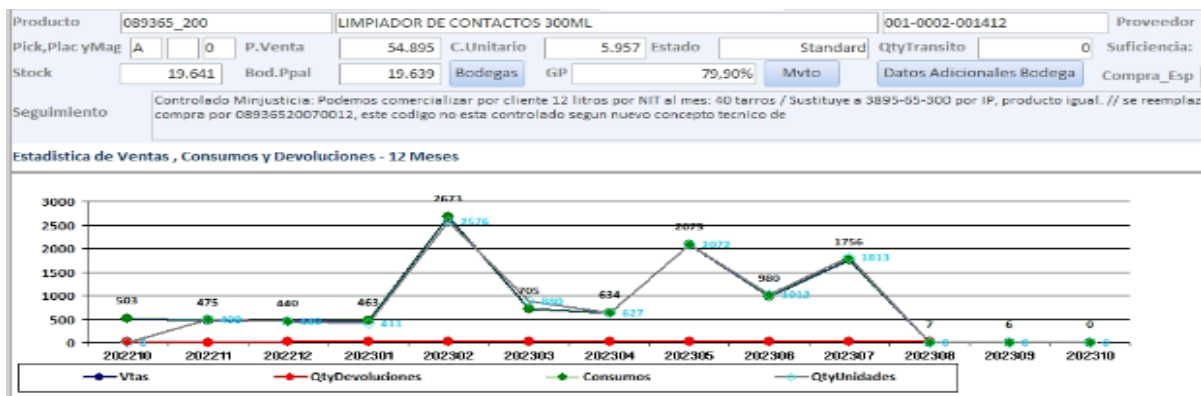 Producto 089365_200 LIMPIADOR DE CONTACTOS 300ML 001-0002-001412 Proveedor
Pick,Plac yMag A 0 P.Venta 54.895 C.Unitario 5.957 Estado Standard QtyTransito 0 Suficiencia:
Stock 19.641 Bod.Ppal 19.639 Bodegas GP 79,90% Mvto Datos Adicionales Bodega Compra_Esp
Seguimiento Controlado Minjusticia: Podemos comercializar por cliente 12 litros por NIT al mes: 40 tarros / Sustituye a 3895-65-300 por IP, producto igual. // se reemplaz
compra por 08936520070012, este codigo no esta controlado segun nuevo concepto tecnico de
Estadistica de Ventas , Consumos y Devoluciones - 12 Meses
3000 2673
2500 2576
2000 2073 2072 1756 1813
1500
1000 503 475 440 463 705 634 980 1013
500 411 627 7 6 0
0 0 0 0 0
202210 202211 202212 202301 202302 202303 202304 202305 202306 202307 202308 202309 202310
Vtas QtyDevoluciones Consumos QtyUnidades